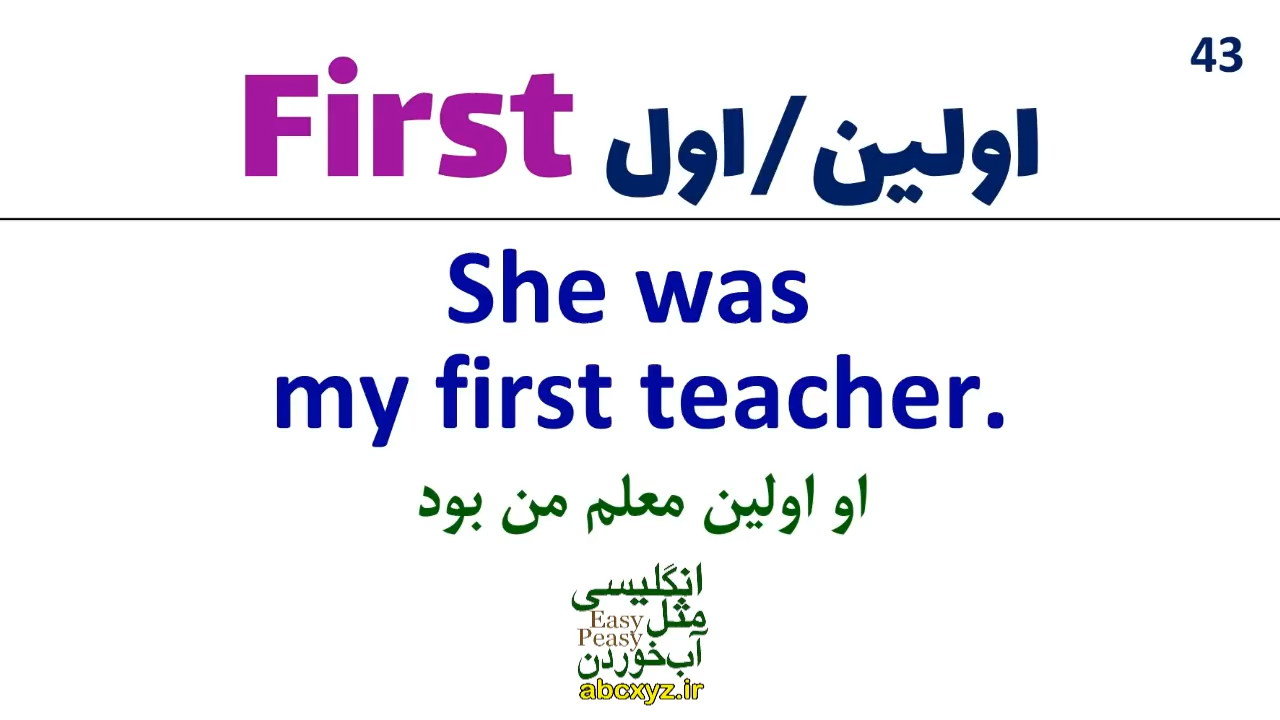 43
First اولین/اول
She was
my first teacher.
او اولین معلم من بود
انگلیسی
مثل Easy
Peasy
آب‌خوردن
abcxyz.ir